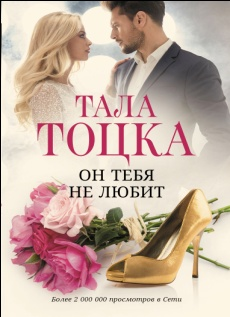 ТАЛА
ТОЦКА
ОН ТЕБЯ
НЕ ЛЮБИТ
Более 2 000 000 просмотров в Сети